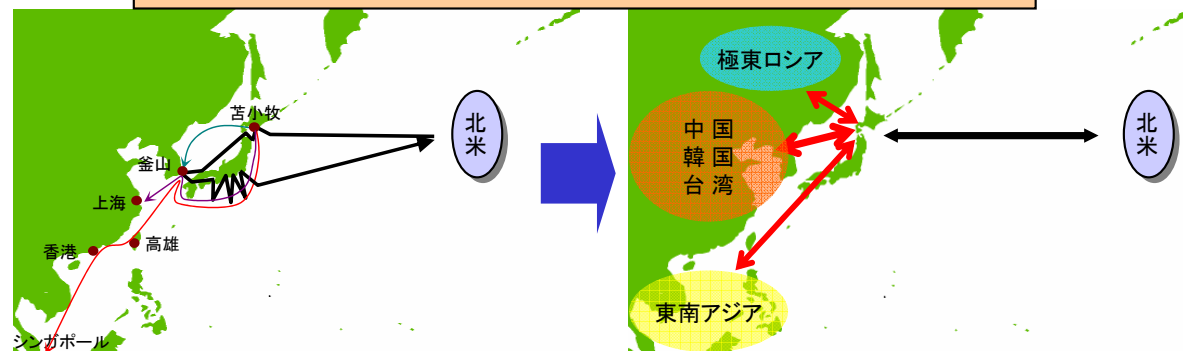 苫小牧
釜山
上海
香港
高雄
シンガポール
北
米
極東ロシア
中 国
韓 国
台 湾
東南アジア
北
米